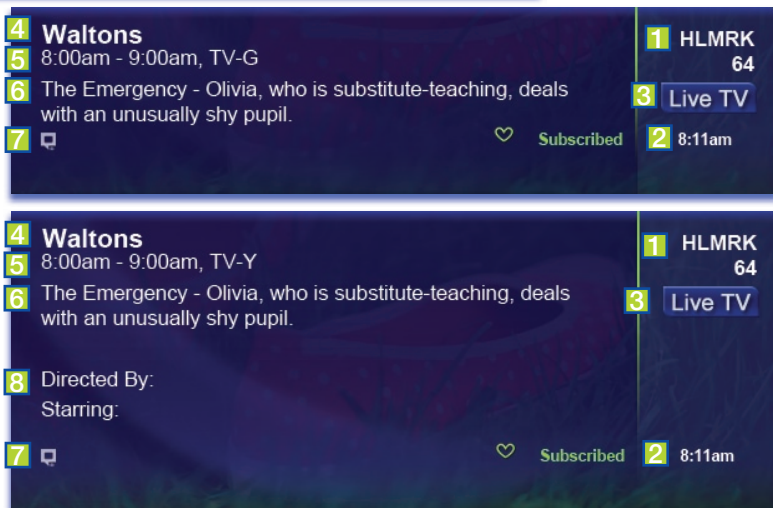 4 Waltons
5 8:00am - 9:00am, TV-G
6 The Emergency - Olivia, who is substitute-teaching, deals
with an unusually shy pupil.
7 Subscribed
1 HLMRK
64
3 Live TV
2 8:11am
4 Waltons
5 8:00am - 9:00am, TV-Y
6 The Emergency - Olivia, who is substitute-teaching, deals
with an unusually shy pupil.
8 Directed By:
Starring:
7 Subscribed
1 HLMRK
64
3 Live TV
2 8:11am